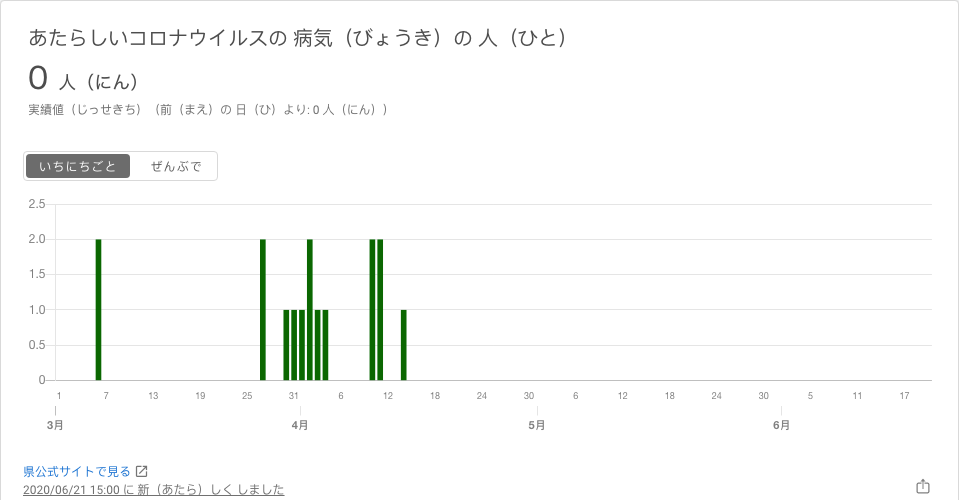 あたらしいコロナウイルスの 病気（びょうき）の 人（ひと）
0 人（にん）
実績値（じっせきち）（前（まえ）の 日（ひ）より: 0 人（にん））
いちにちごと ぜんぶで
2.5
2.0
1.5
1.0
0.5
0
1 7 13 19 25 31 6 12 18 24 30 6 12 18 24 30 5 11 17
3月 4月 5月 6月
県公式サイトで見る
2020/06/21 15:00 に 新（あたら）しく しました